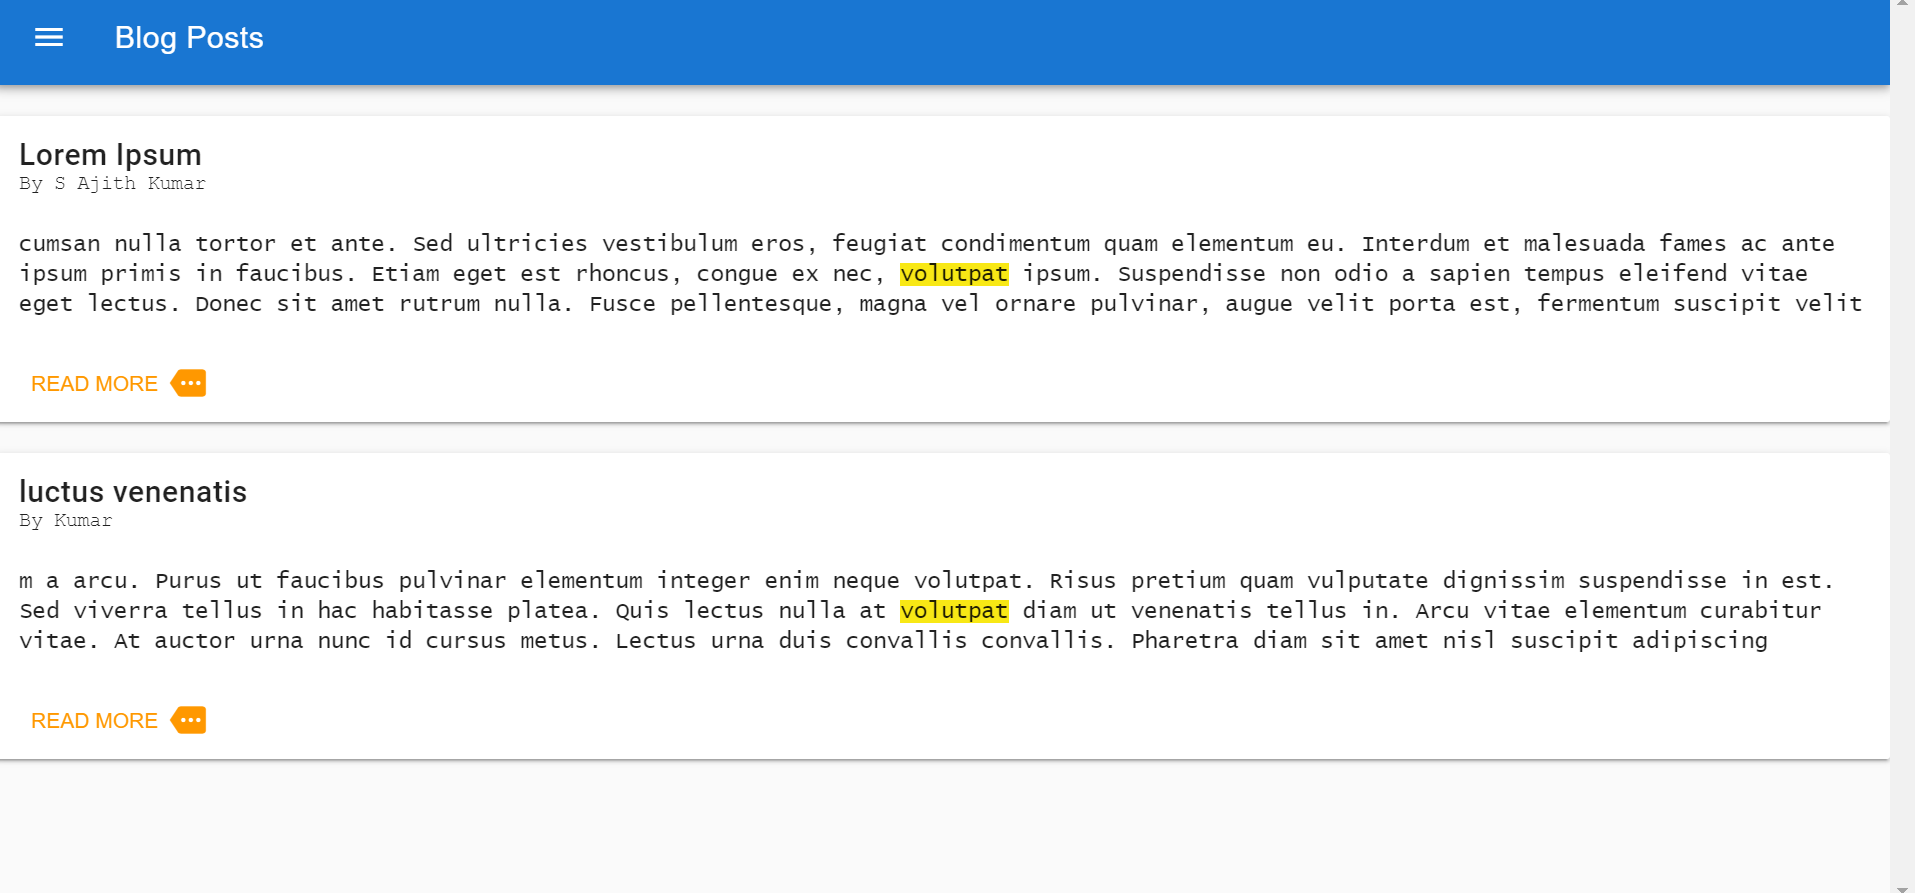 Blog Posts
Lorem Ipsum
By S Ajith Kumar
cumsan nulla tortor et ante. Sed ultricies vestibulum eros, feugiat condimentum quam elementum eu. Interdum et malesuada fames ac ante
ipsum primis in faucibus. Etiam eget est rhoncus, congue ex nec, volutpat ipsum. Suspendisse non odio a sapien tempus eleifend vitae
eget lectus. Donec sit amet rutrum nulla. Fusce pellentesque, magna vel ornare pulvinar, augue velit porta est, fermentum suscipit velit
READ MORE
luctus venenatis
By Kumar
m a arcu. Purus ut faucibus pulvinar elementum integer enim neque volutpat. Risus pretium quam vulputate dignissim suspendisse in est.
Sed viverra tellus in hac habitasse platea. Quis lectus nulla at volutpat diam ut venenatis tellus in. Arcu vitae elementum curabitur
vitae. At auctor urna nunc id cursus metus. Lectus urna duis convallis convallis. Pharetra diam sit amet nisl suscipit adipiscing
READ MORE